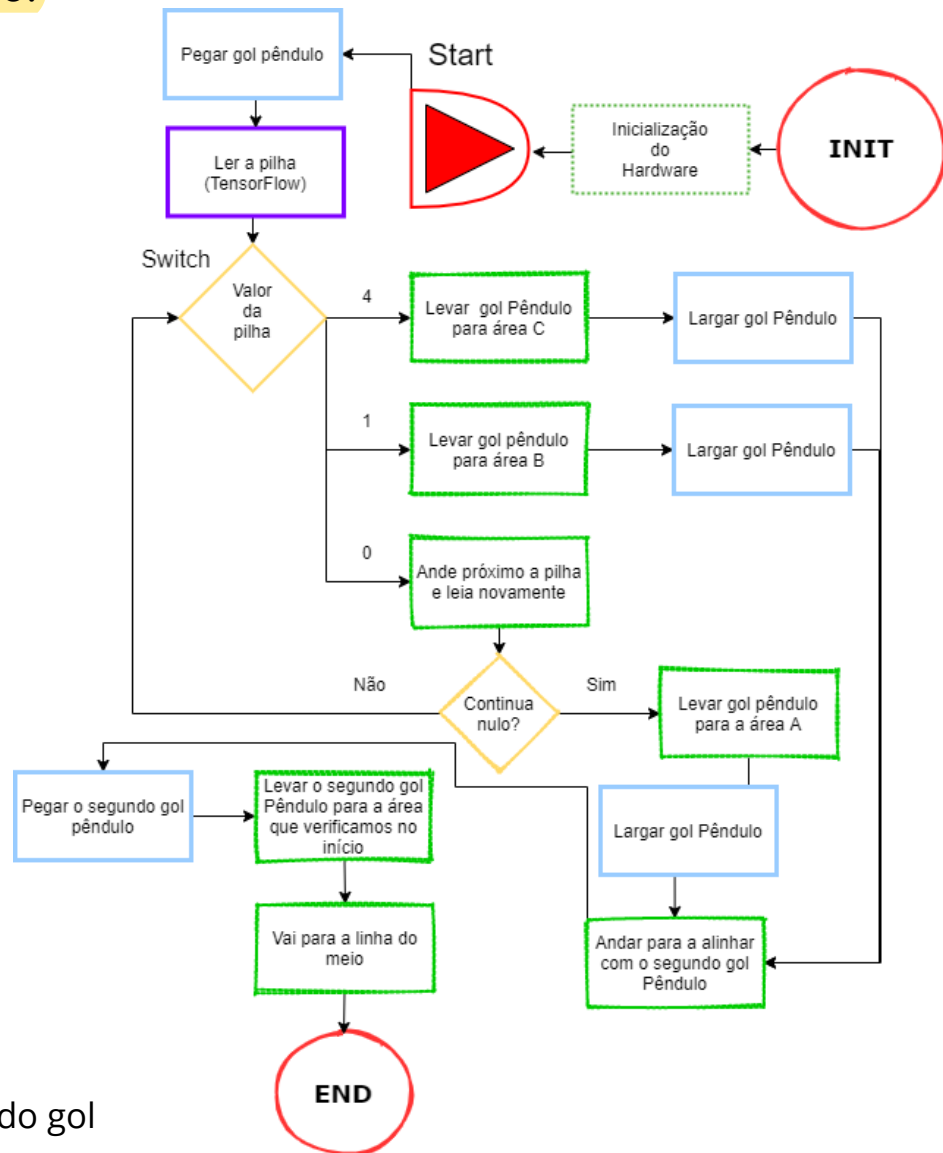 Pegar gol pêndulo
Start
INIT
Inicialização
do
Hardware
Ler a pilha
(TensorFlow)
Switch
Valor
da
pilha
4
Levar gol Pêndulo
para área C
Largar gol Pêndulo
1
Levar gol pêndulo
para área B
Largar gol Pêndulo
0
Ande próximo a pilha
e leia novamente
Não
Continua
nulo?
Sim
Levar gol pêndulo
para a área A
Largar gol Pêndulo
Andar para a alinhar
com o segundo gol
Pêndulo
Pegar o segundo gol
pêndulo
Levar o segundo gol
Pêndulo para a área
que verificamos no
início
Vai para a linha do
meio
END
do gol